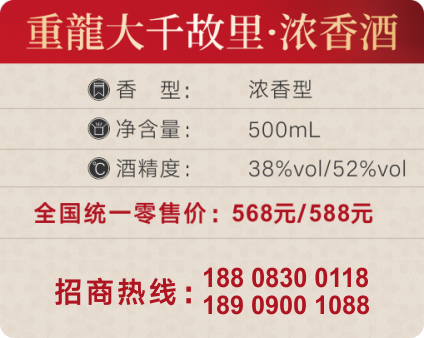 重龍大千故里·浓香酒
香 型： 浓香型
净含量： 500mL
酒精度： 38%vol/52%vol
全国统一零售价：568元/588元
招商热线：188 0830 0118
189 0900 1088